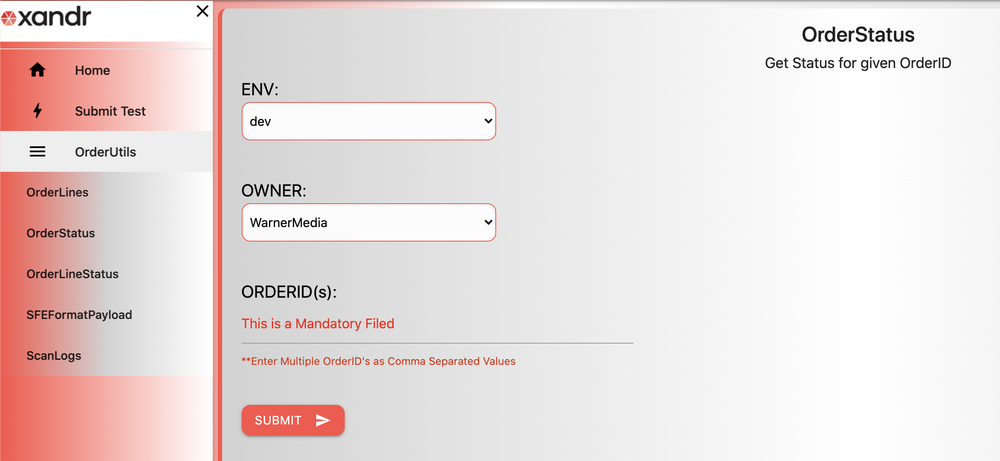 xandr
Home
Submit Test
OrderUtils
OrderLines
OrderStatus
OrderLineStatus
SFEFormatPayload
ScanLogs
OrderStatus
Get Status for given OrderID
ENV:
dev
OWNER:
WarnerMedia
ORDERID(s):
This is a Mandatory Filed
**Enter Multiple OrderID's as Comma Separated Values
SUBMIT